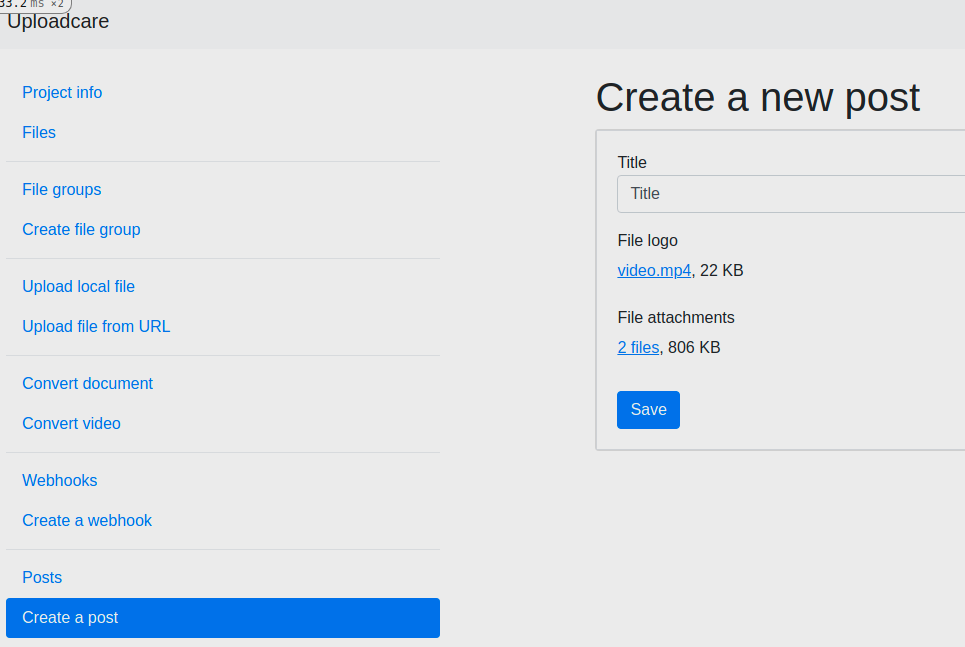 33.2 ms ×2
Uploadcare
Project info
Files
File groups
Create file group
Upload local file
Upload file from URL
Convert document
Convert video
Webhooks
Create a webhook
Posts
Create a post
Create a new post
Title
Title
File logo
video.mp4, 22 KB
File attachments
2 files, 806 KB
Save